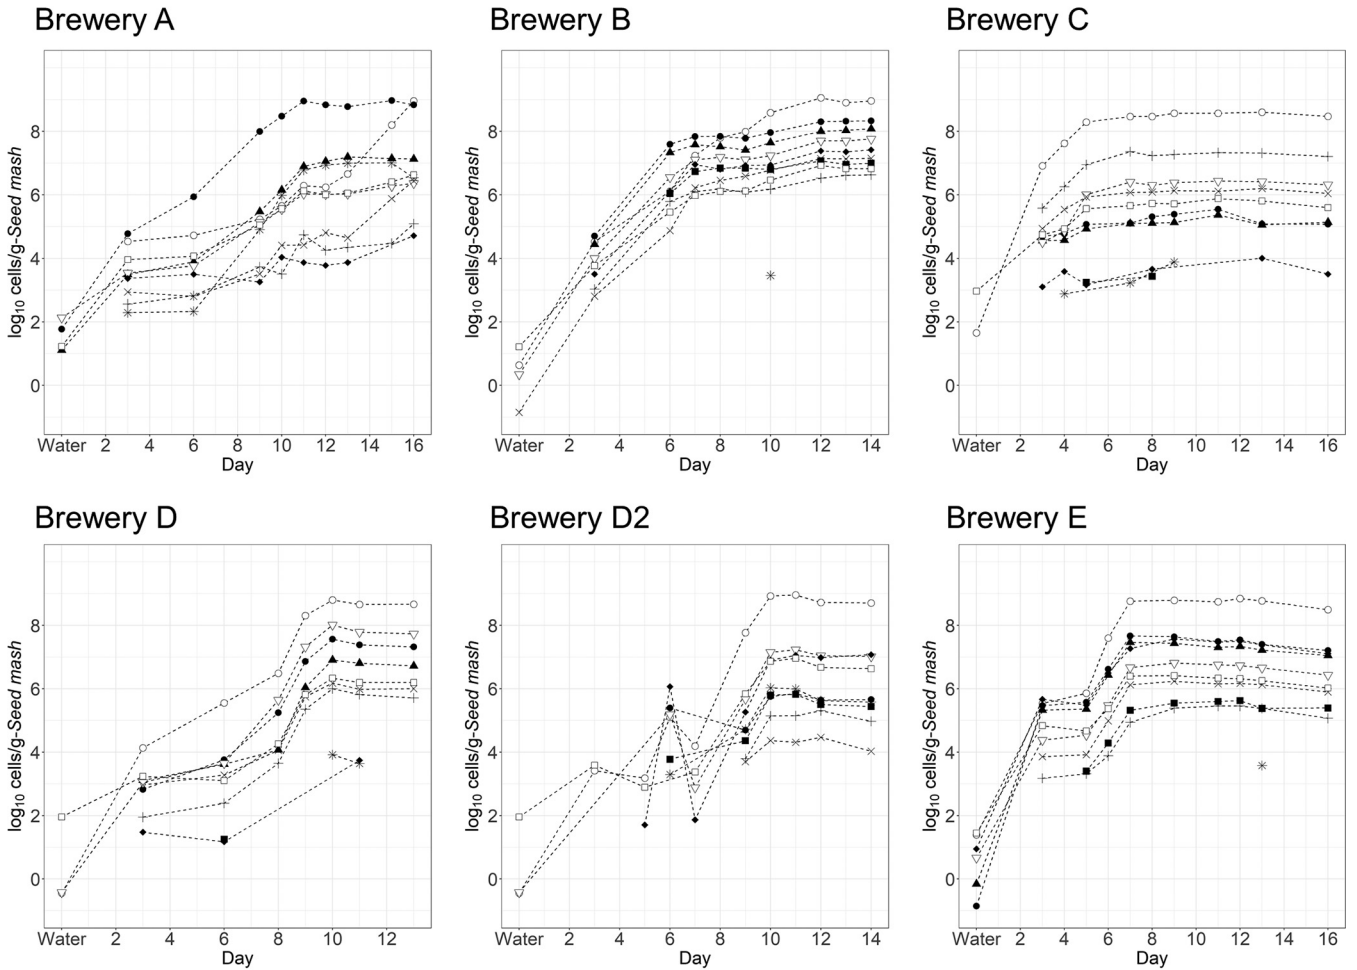 Brewery A
log10 cells/g-Seed mash
8
6
4
2
0
Water 2 4 6 8 10 12 14 16
Day
Brewery B
log10 cells/g-Seed mash
8
6
4
2
0
Water 2 4 6 8 10 12 14
Day
Brewery C
log10 cells/g-Seed mash
8
6
4
2
0
Water 2 4 6 8 10 12 14 16
Day
Brewery D
log10 cells/g-Seed mash
8
6
4
2
0
Water 2 4 6 8 10 12
Day
Brewery D2
log10 cells/g-Seed mash
8
6
4
2
0
Water 2 4 6 8 10 12 14
Day
Brewery E
log10 cells/g-Seed mash
8
6
4
2
0
Water 2 4 6 8 10 12 14 16
Day